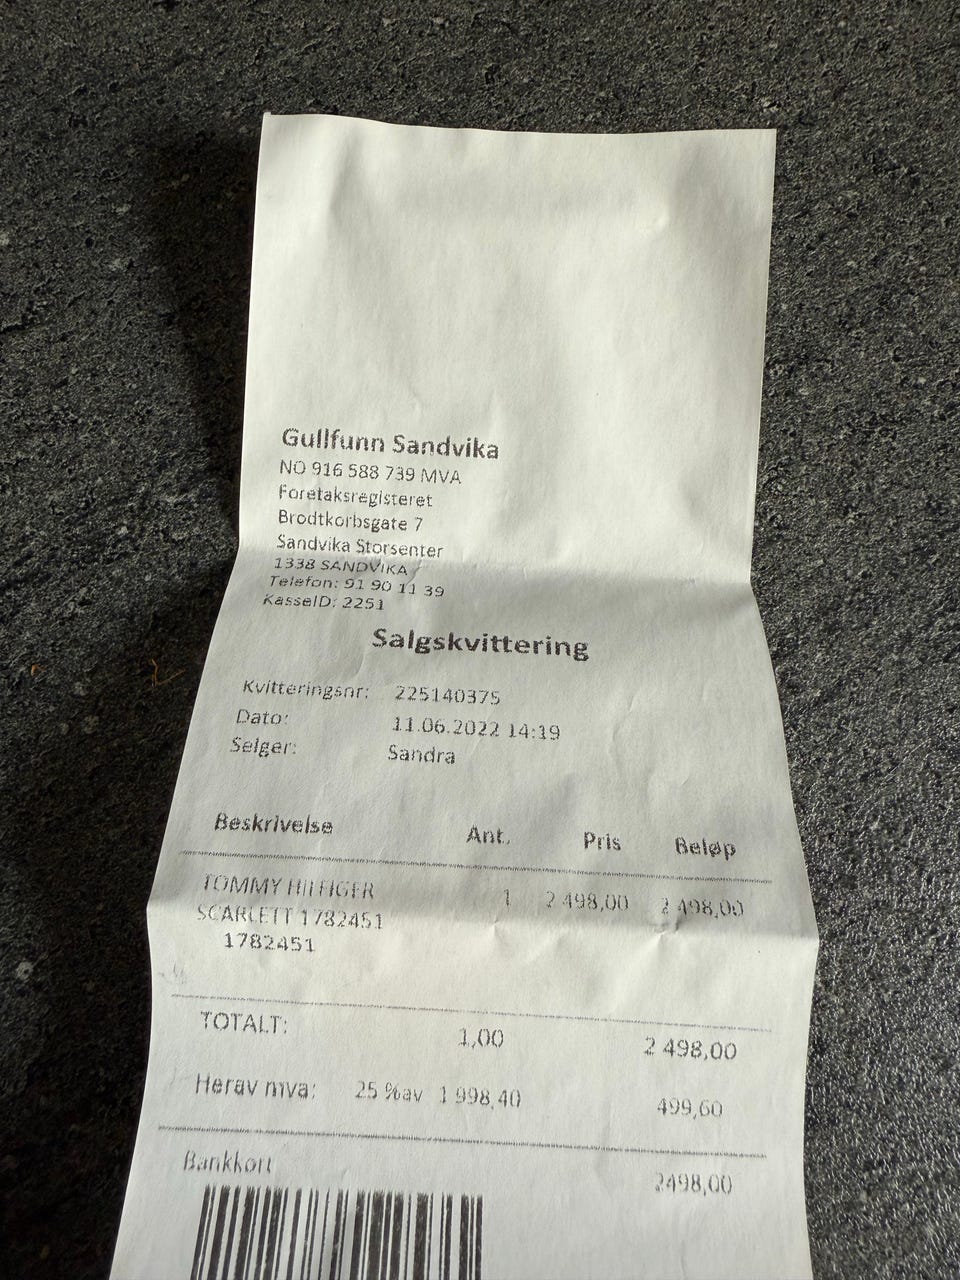 Gullfunn Sandvika
NO 916 588 739 MVA
Foretaksregisteret
Brodtkorbsgate 7
Sandvika Storsenter
1338 SANDVIKA
Telefon: 91 90 11 39
KasseID: 2251
Salgskvittering
Kvitteringsnr: 225140375
Dato: 11.06.2022 14:19
Selger: Sandra
Beskrivelse Ant. Pris Beløp
TOMMY HILFIGER 1 2 498,00 2 498,00
SCARLETT 1782451
1782451
TOTALT: 1,00 2 498,00
Herav mva: 25 %av 1 998,40 499,60
Bankkort 2498,00